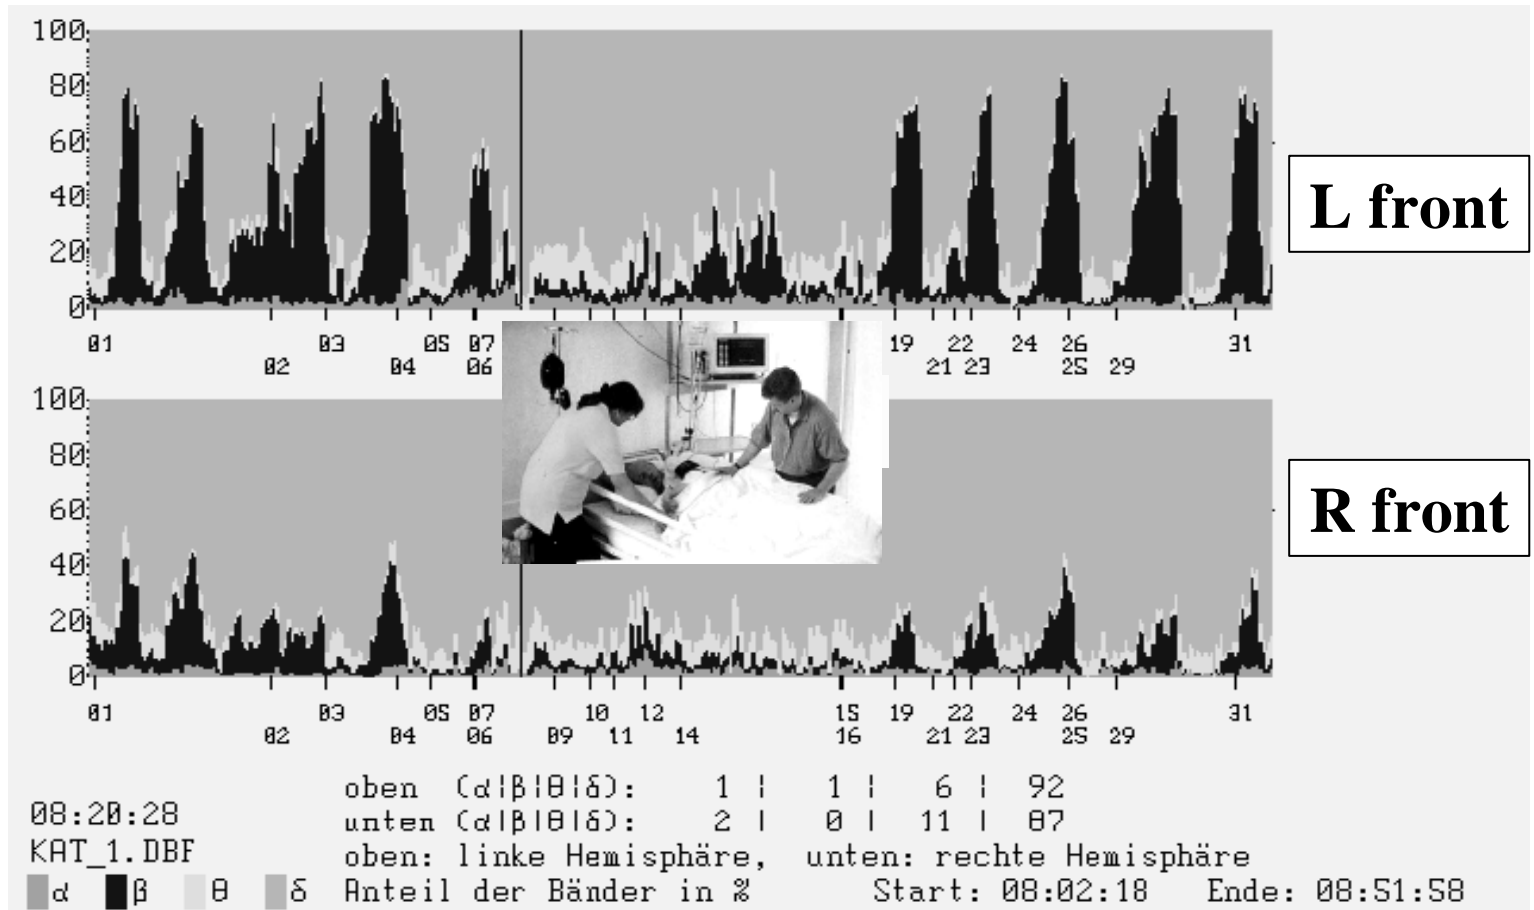 100
80
60
40
20
0
01 03 05 07 19 22 24 26 31
02 04 06 21 23 25 29
L front
100
80
60
40
20
0
01 03 05 07 10 12 15 19 22 24 26 31
02 04 06 09 11 14 16 21 23 25 29
R front
oben (α|β|θ|δ): 1 | 1 | 6 | 92
08:20:28
unten (α|β|θ|δ): 2 | 0 | 11 | 87
KAT_1.DBF
oben: linke Hemisphäre, unten: rechte Hemisphäre
α β θ δ Anteil der Bänder in % Start: 08:02:18 Ende: 08:51:58